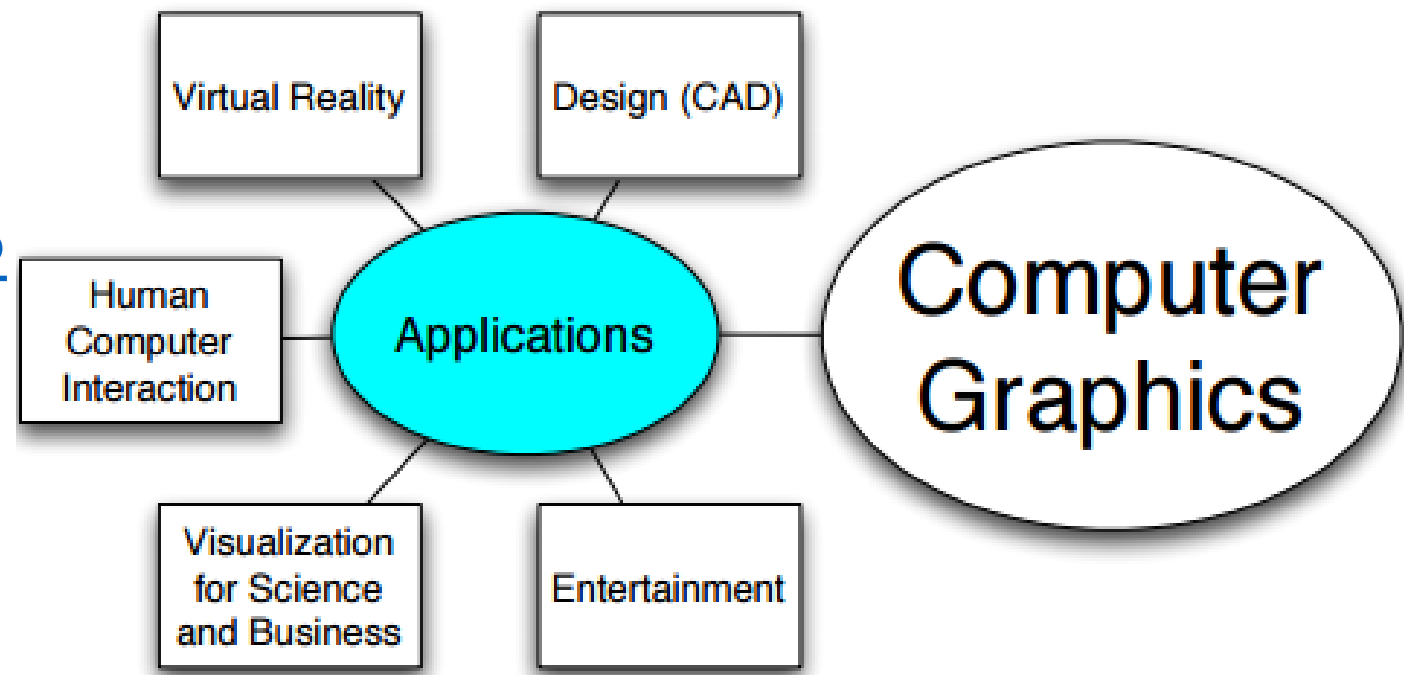 Virtual Reality
Design (CAD)
Human
Computer
Interaction
Applications
Computer
Graphics
Visualization
for Science
and Business
Entertainment